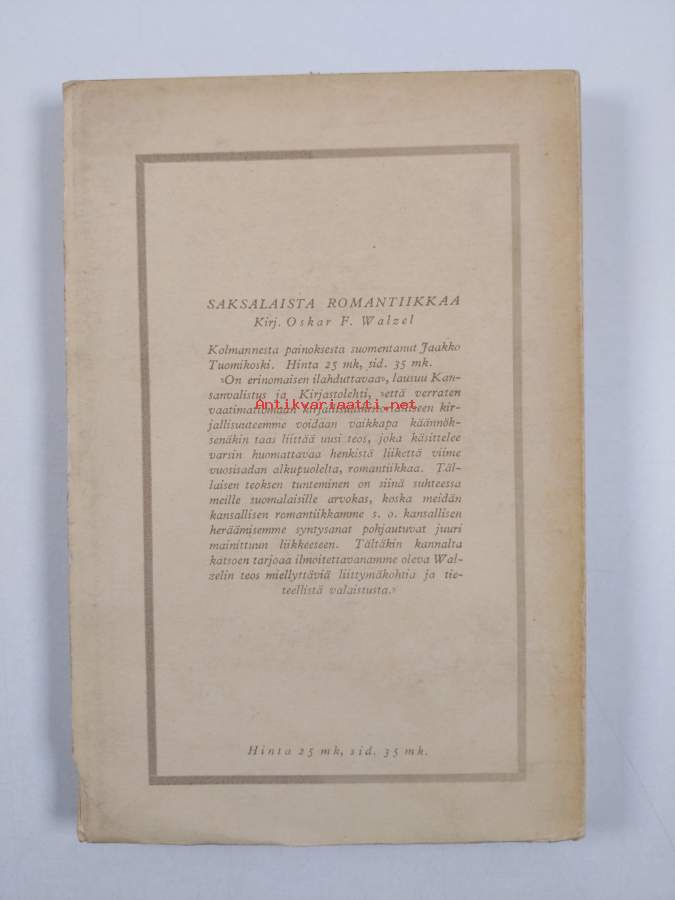 SAKSALAISTA ROMANTIIKKAA
Kirj. Oskar F. Walzel
Kolmannesta painoksesta suomentanut Jaakko
Tuomikoski. Hinta 25 mk, sid. 35 mk.
»On erinomaisen ilahduttavaa», lausuu Kan-
sanvalistus ja Kirjastolehti, »että verraten
Antikvariaatti.net
vaatimattomaan kirjallisuushistorialliseen kir-
jallisuuteemme voidaan vaikkapa käännök-
senäkin taas liittää uusi teos, joka käsittelee
varsin huomattavaa henkistä liikettä viime
vuosisadan alkupuolelta, romantiikkaa. Täl-
laisen teoksen tunteminen on siinä suhteessa
meille suomalaisille arvokas, koska meidän
kansallisen romantiikkamme s. o. kansallisen
heräämisemme syntysanat pohjautuvat juuri
mainittuun liikkeeseen. Tältäkin kannalta
katsoen tarjoaa ilmoitettavanamme oleva Wal-
zelin teos miellyttäviä liittymäkohtia ja tie-
teellistä valaistusta.»
Hinta 25 mk, sid. 35 mk.